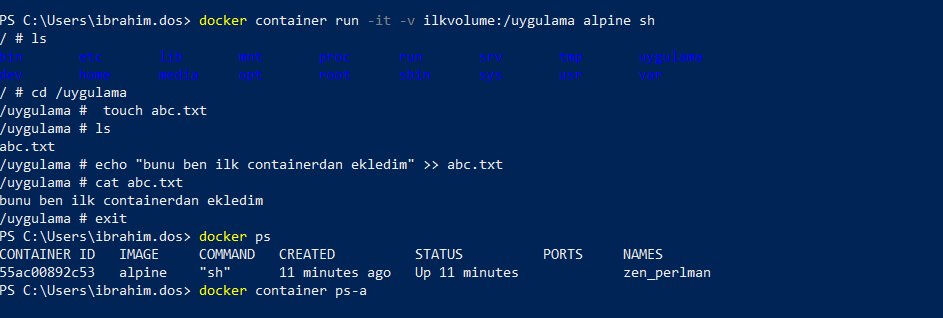 PS C:\Users\ibrahim.dos> docker container run -it -v ilkvolume:/uygulama alpine sh
/ # ls
bin etc lib mnt proc run srv tmp uygulama
dev home media opt root sbin sys usr var
/ # cd /uygulama
/uygulama #  touch abc.txt
/uygulama # ls
abc.txt
/uygulama # echo "bunu ben ilk containerdan ekledim" >> abc.txt
/uygulama # cat abc.txt
bunu ben ilk containerdan ekledim
/uygulama # exit
PS C:\Users\ibrahim.dos> docker ps
CONTAINER ID   IMAGE     COMMAND   CREATED          STATUS          PORTS     NAMES
55ac00892c53   alpine    "sh"      11 minutes ago   Up 11 minutes             zen_perlman
PS C:\Users\ibrahim.dos> docker container ps-a